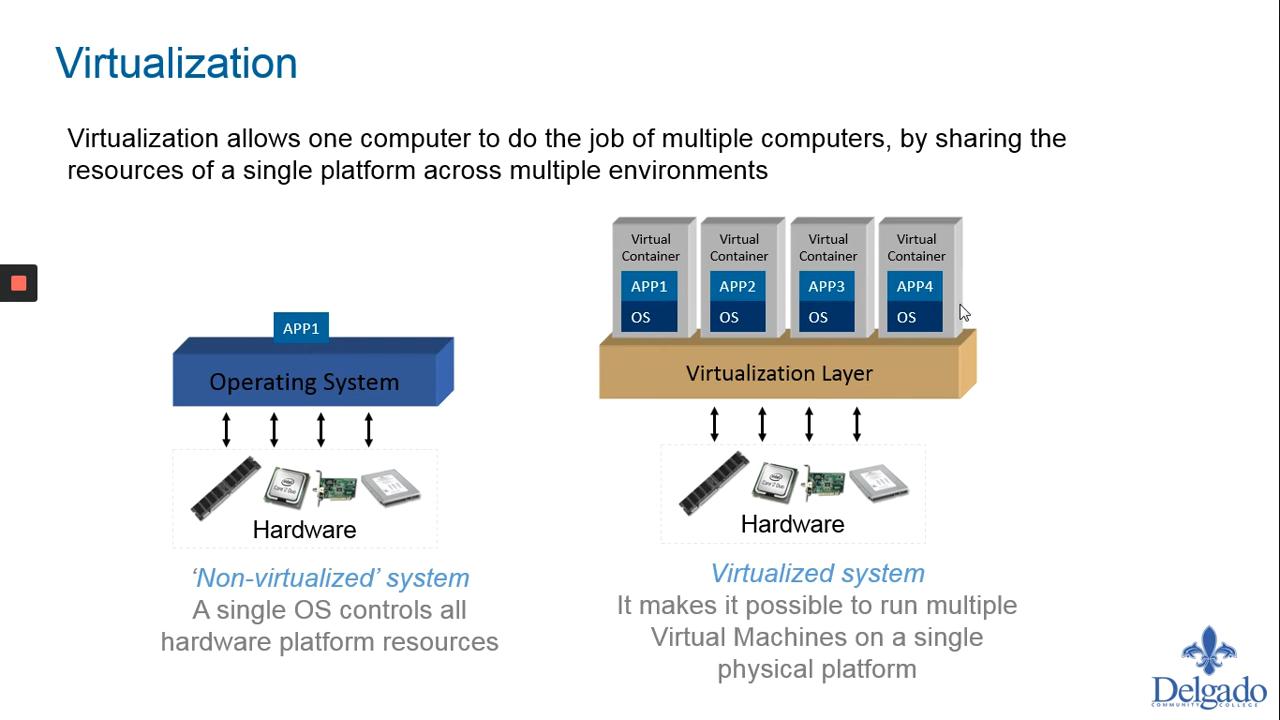 Virtualization
Virtualization allows one computer to do the job of multiple computers, by sharing the
resources of a single platform across multiple environments
APP1
Operating System
Hardware
‘Non-virtualized’ system
A single OS controls all
hardware platform resources
Virtual
Container
APP1
OS
Virtual
Container
APP2
OS
Virtual
Container
APP3
OS
Virtual
Container
APP4
OS
Virtualization Layer
Hardware
Virtualized system
It makes it possible to run multiple
Virtual Machines on a single
physical platform
Delgado
COMMUNITY COLLEGE